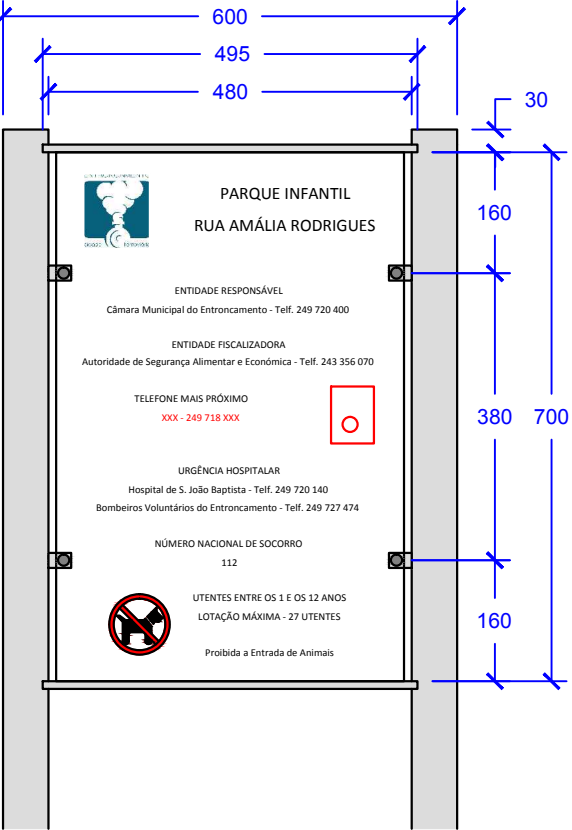 600
495
480
30
PARQUE INFANTIL
RUA AMÁLIA RODRIGUES
160
ENTIDADE RESPONSÁVEL
Câmara Municipal do Entroncamento - Telf. 249 720 400
ENTIDADE FISCALIZADORA
Autoridade de Segurança Alimentar e Económica - Telf. 243 356 070
TELEFONE MAIS PRÓXIMO
XXX - 249 718 XXX
380
700
URGÊNCIA HOSPITALAR
Hospital de S. João Baptista - Telf. 249 720 140
Bombeiros Voluntários do Entroncamento - Telf. 249 727 474
NÚMERO NACIONAL DE SOCORRO
112
UTENTES ENTRE OS 1 E OS 12 ANOS
LOTAÇÃO MÁXIMA - 27 UTENTES
160
Proibida a Entrada de Animais